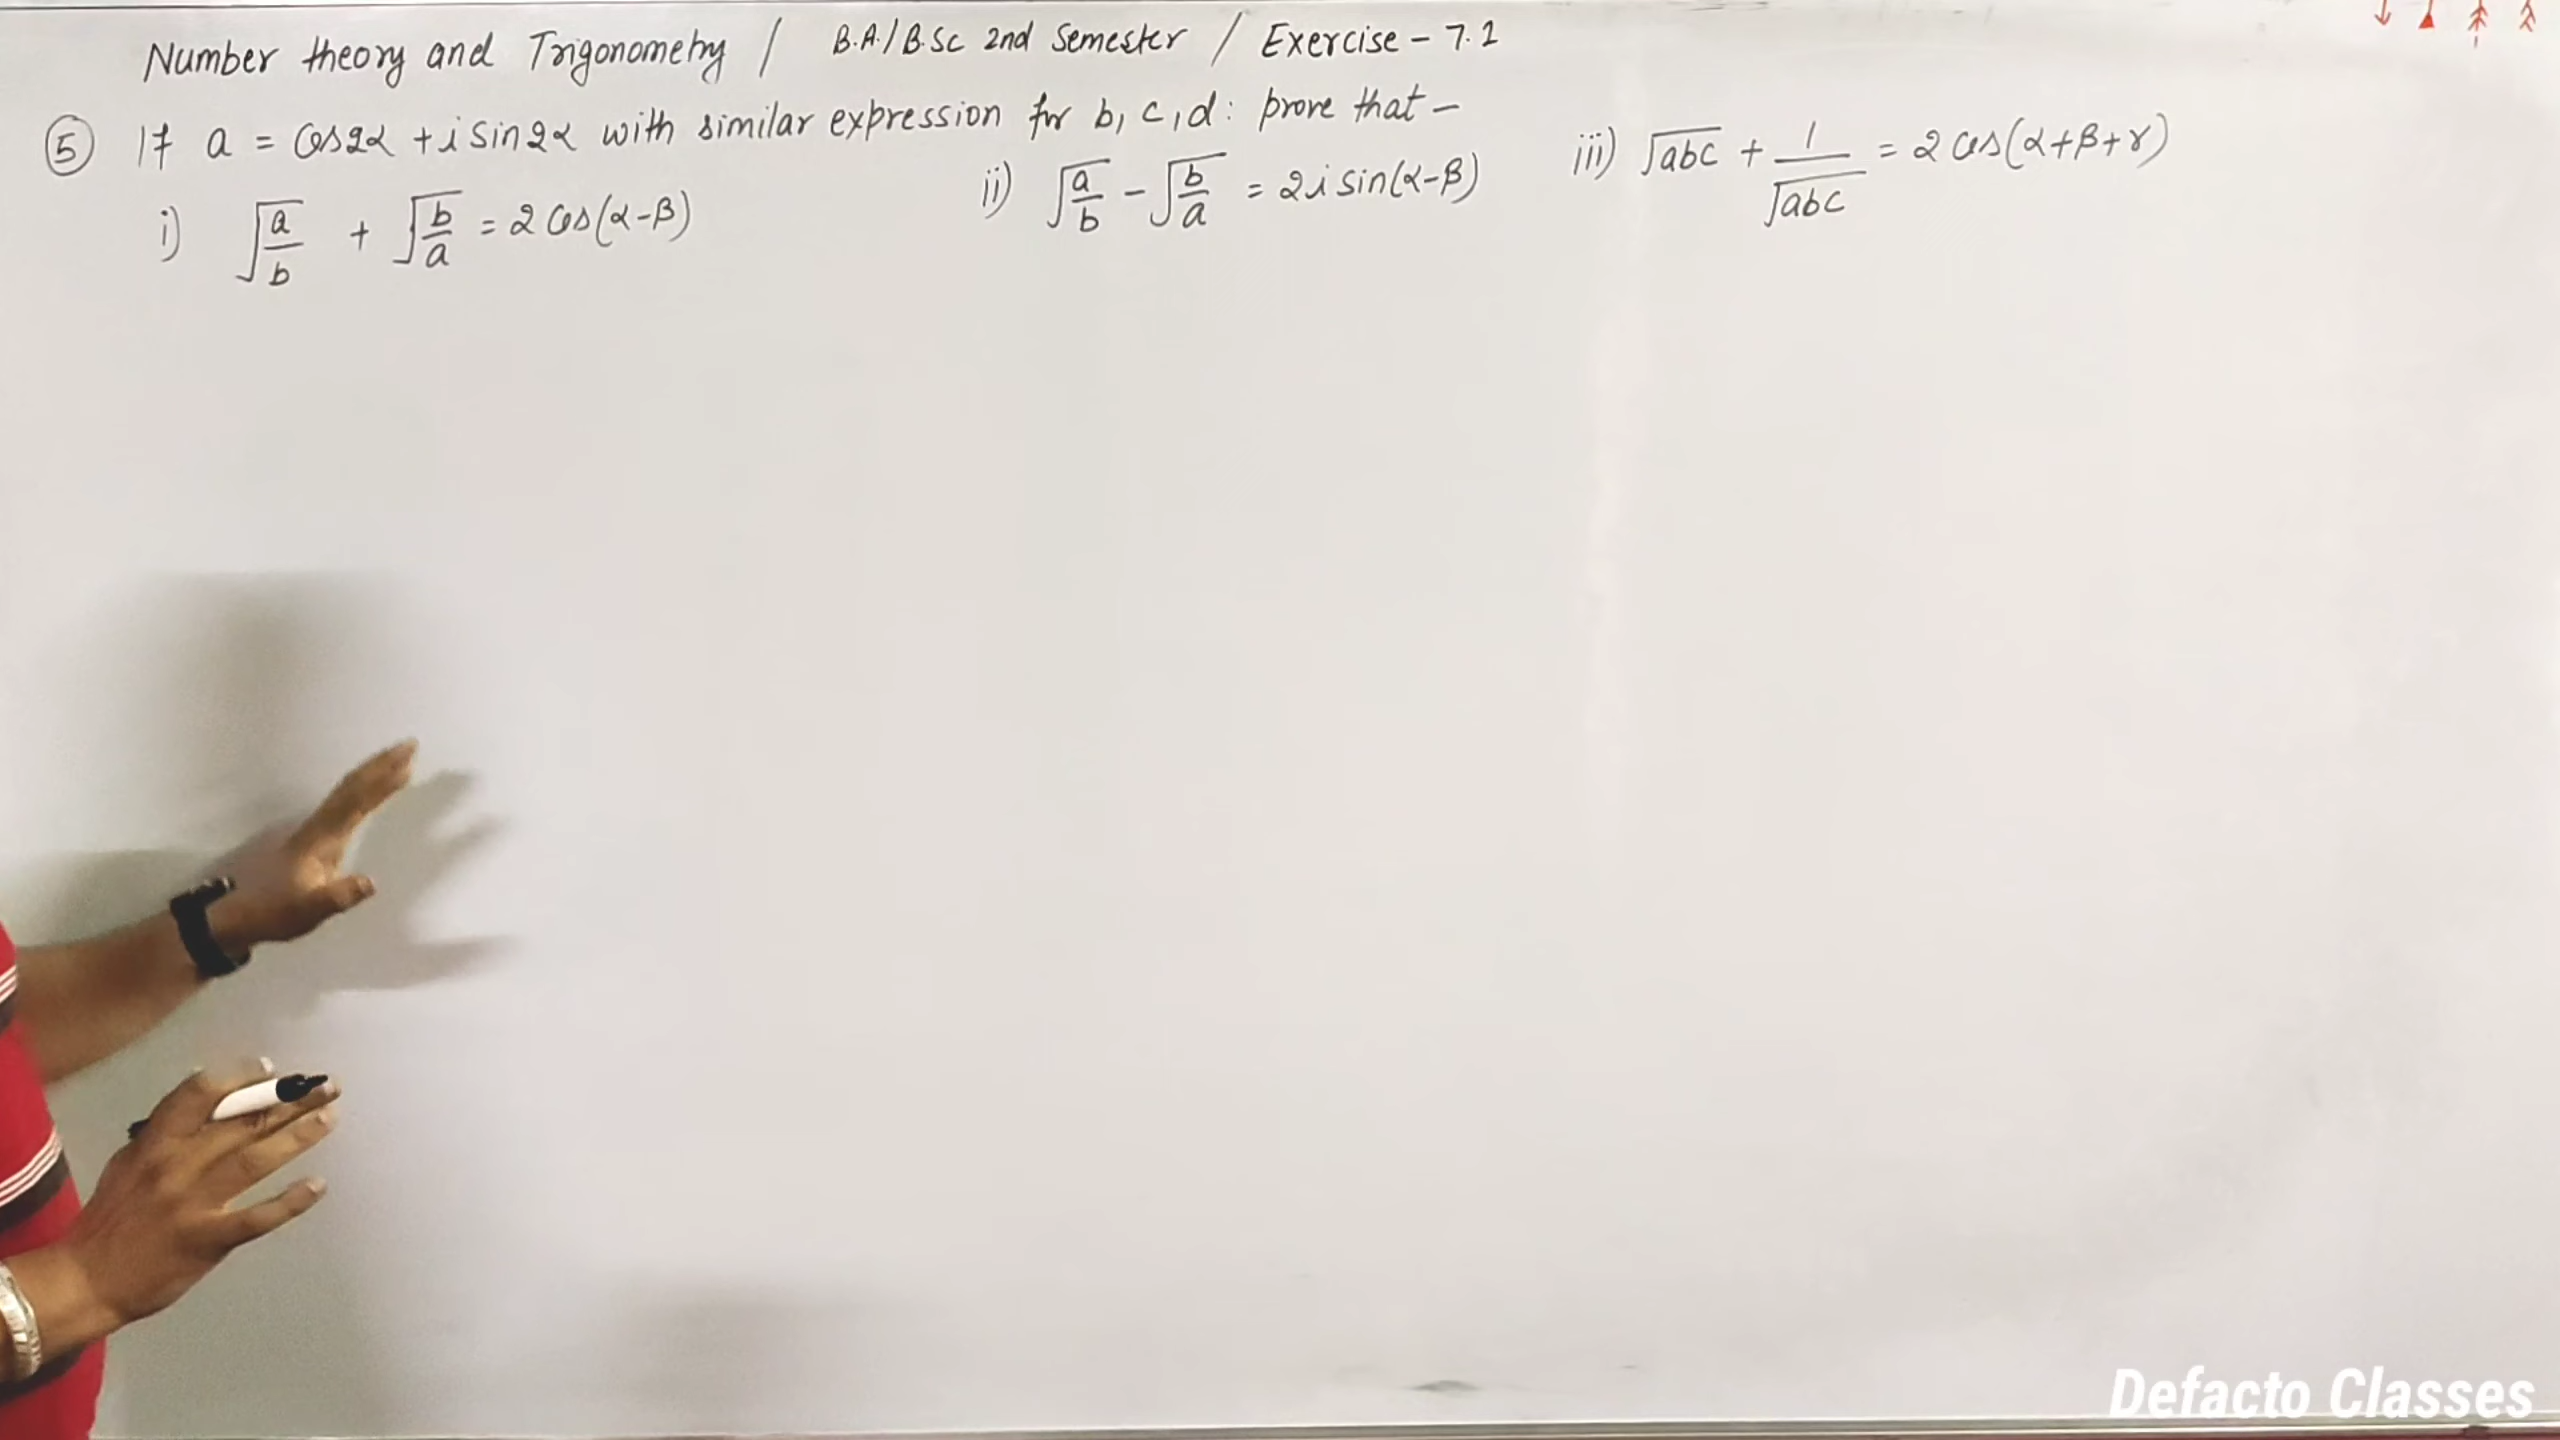 Number theory and Trigonometry / B.A./B.Sc 2nd Semester / Exercise - 7.1
(5) If a = cos2α + i sin2α with similar expression for b, c, d: prove that -
i) √(a/b) + √(b/a) = 2 cos(α-β) ii) √(a/b) - √(b/a) = 2i sin(α-β) iii) √abc + 1/√abc = 2 cos(α+β+γ)
Defacto Classes